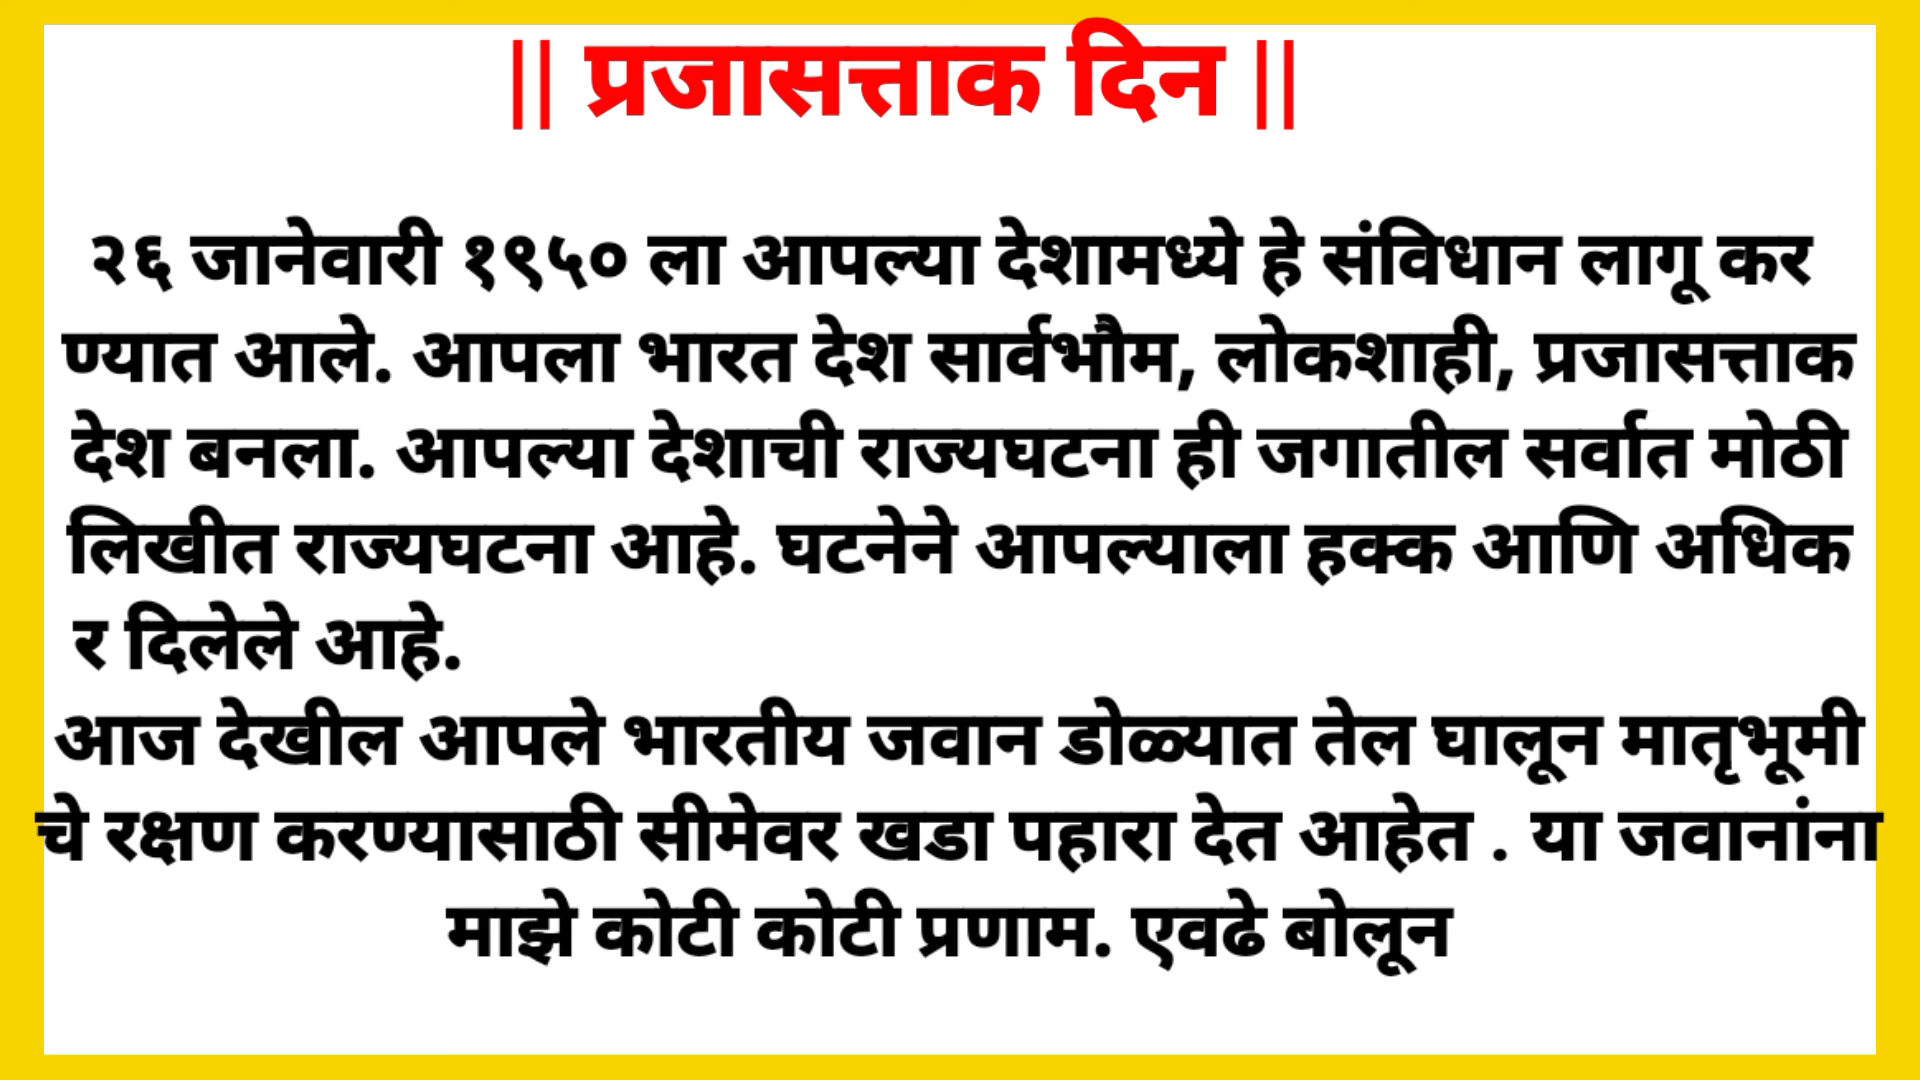 || प्रजासत्ताक दिन ||
२६ जानेवारी १९५० ला आपल्या देशामध्ये हे संविधान लागू कर
ण्यात आले. आपला भारत देश सार्वभौम, लोकशाही, प्रजासत्ताक
देश बनला. आपल्या देशाची राज्यघटना ही जगातील सर्वात मोठी
लिखीत राज्यघटना आहे. घटनेने आपल्याला हक्क आणि अधिक
र दिलेले आहे.
आज देखील आपले भारतीय जवान डोळ्यात तेल घालून मातृभूमी
चे रक्षण करण्यासाठी सीमेवर खडा पहारा देत आहेत . या जवानांना
माझे कोटी कोटी प्रणाम. एवढे बोलून